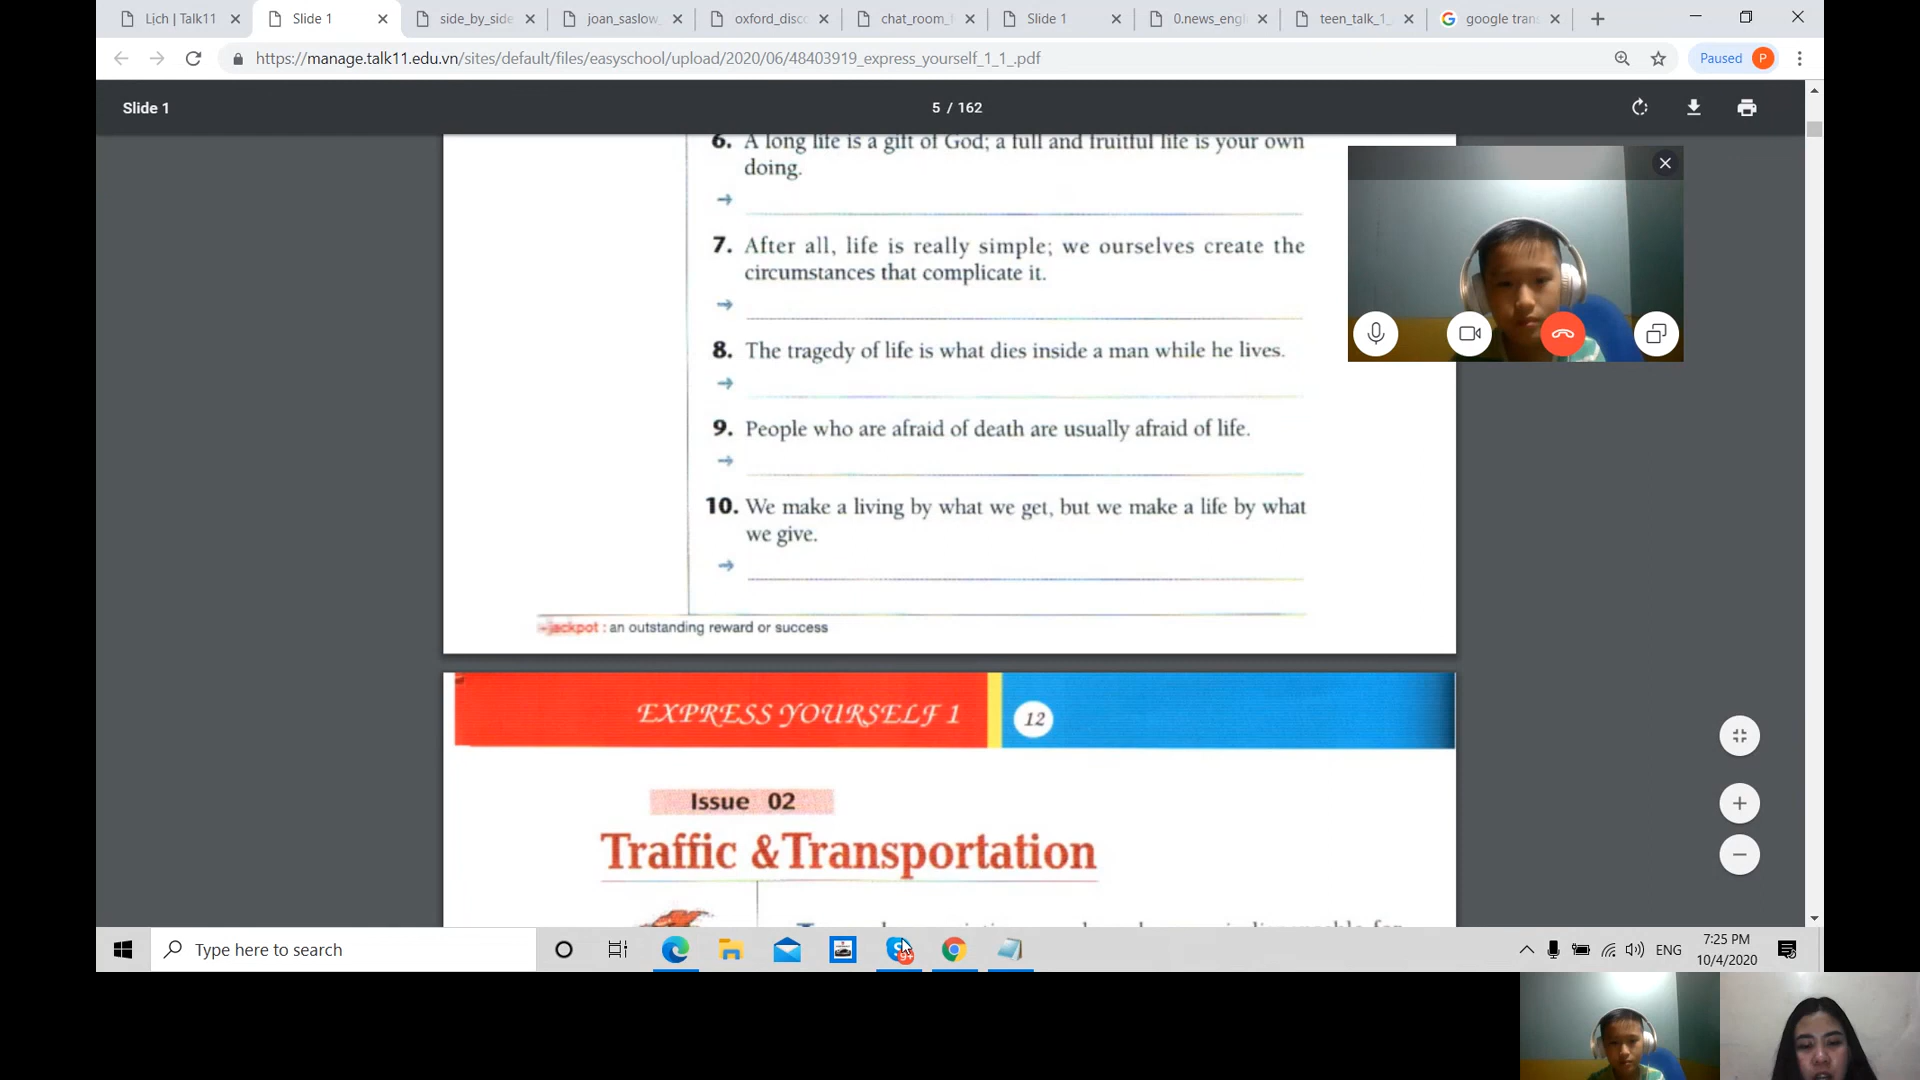 Lịch | Talk11
Slide 1
side_by_side
joan_saslow
oxford_disc
chat_room
Slide 1
0.news_engl
teen_talk_1
google trans
https://manage.talk11.edu.vn/sites/default/files/easyschool/upload/2020/06/48403919_express_yourself_1_1_.pdf
Paused P
Slide 1
5 / 162
6. A long life is a gift of God; a full and fruitful life is your own
doing.
7. After all, life is really simple; we ourselves create the
circumstances that complicate it.
8. The tragedy of life is what dies inside a man while he lives.
9. People who are afraid of death are usually afraid of life.
10. We make a living by what we get, but we make a life by what
we give.
jackpot : an outstanding reward or success
EXPRESS YOURSELF 1
12
Issue 02
Traffic & Transportation
Type here to search
9+
ENG
7:25 PM
10/4/2020